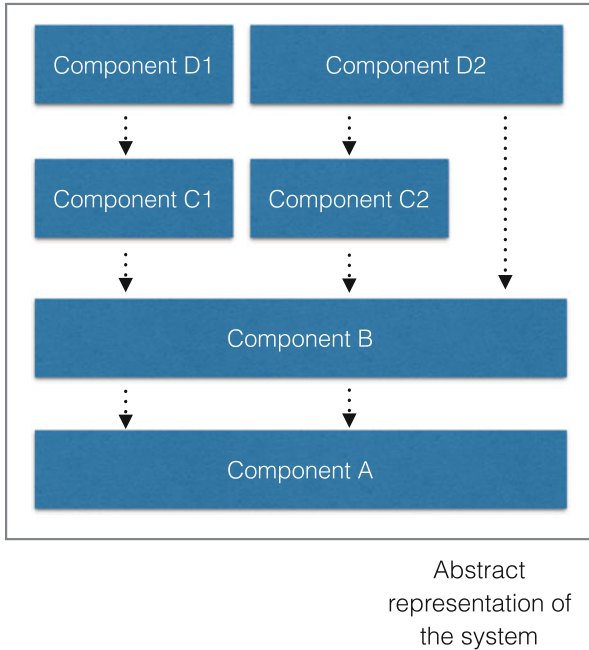 Component D1
Component D2
Component C1
Component C2
Component B
Component A
Abstract
representation of
the system